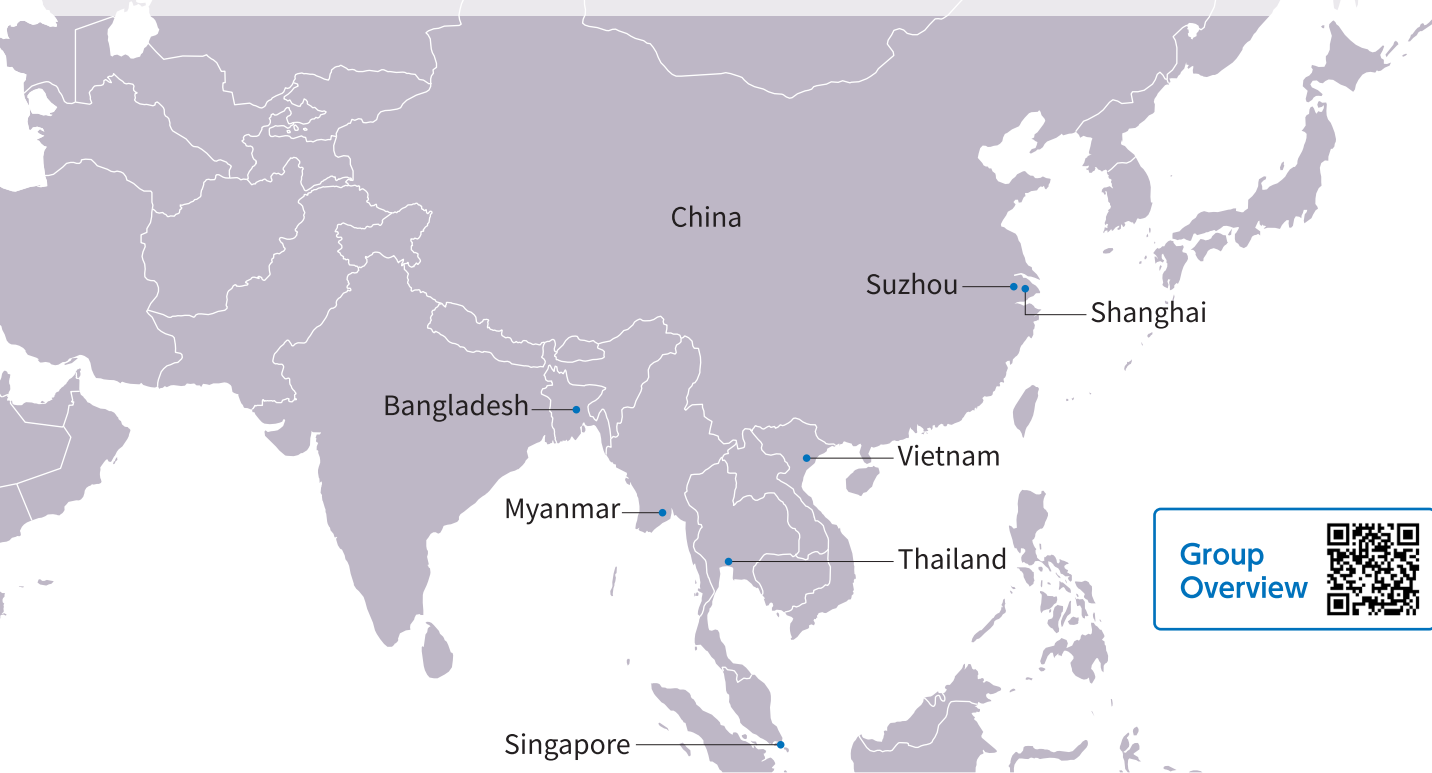 China
Suzhou
Shanghai
Bangladesh
Vietnam
Myanmar
Thailand
Group
Overview
Singapore